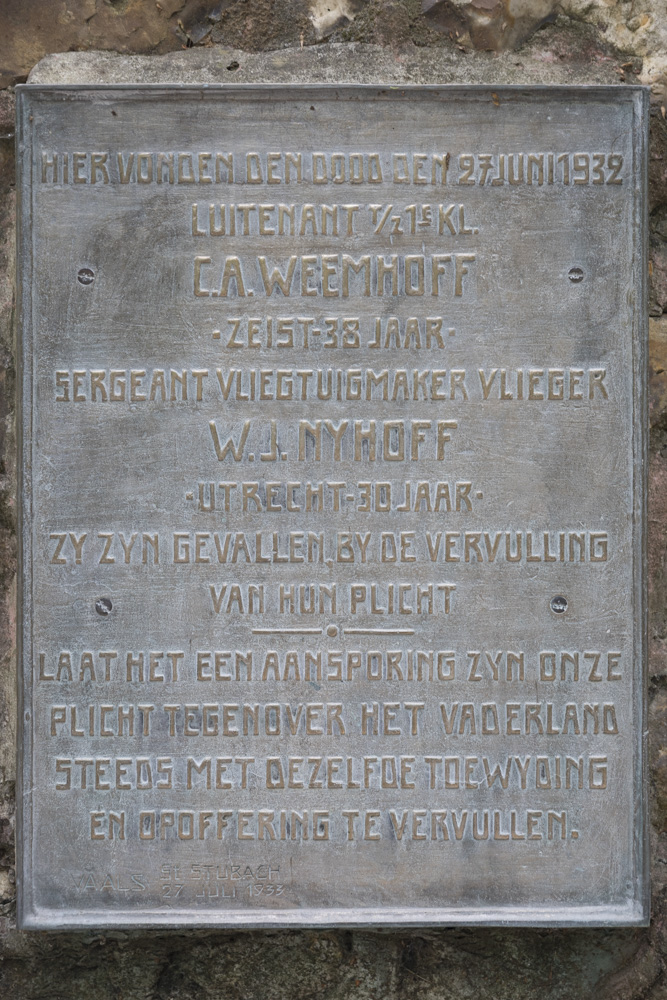 HIER VONDEN DEN DOOD DEN 27 JUNI 1932
LUITENANT T/Z 1E KL.
C.A. WEEMHOFF
·ZEIST-38 JAAR·
SERGEANT VLIEGTUIGMAKER VLIEGER
W.J. NYHOFF
·UTRECHT-30 JAAR·
ZY ZYN GEVALLEN, BY DE VERVULLING
VAN HUN PLICHT
LAAT HET EEN AANSPORING ZYN ONZE
PLICHT TEGENOVER HET VADERLAND
STEEDS MET DEZELFDE TOEWYDING
EN OPOFFERING TE VERVULLEN.
VAALS
STUBACH
27 JULI 1933